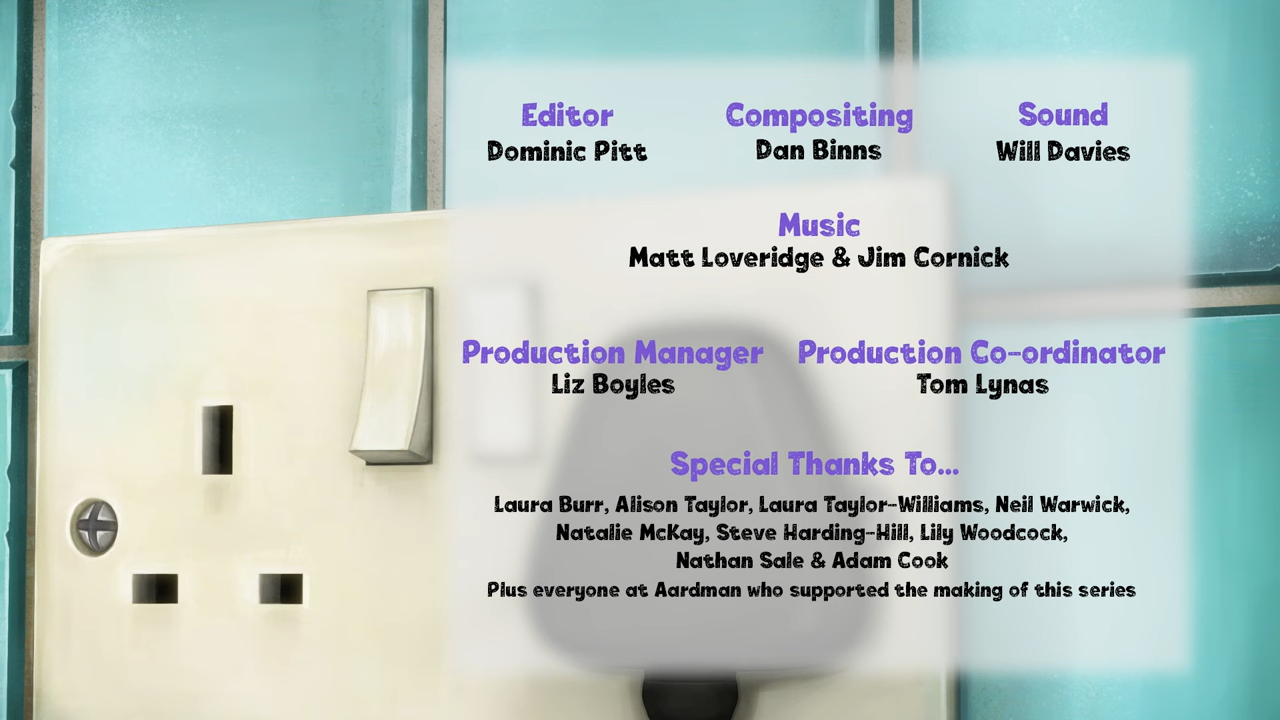 Editor Compositing Sound
Dominic Pitt Dan Binns Will Davies
Music
Matt Loveridge & Jim Cornick
Production Manager Production Co-ordinator
Liz Boyles Tom Lynas
Special Thanks To...
Laura Burr, Alison Taylor, Laura Taylor-Williams, Neil Warwick,
Natalie McKay, Steve Harding-Hill, Lily Woodcock,
Nathan Sale & Adam Cook
Plus everyone at Aardman who supported the making of this series